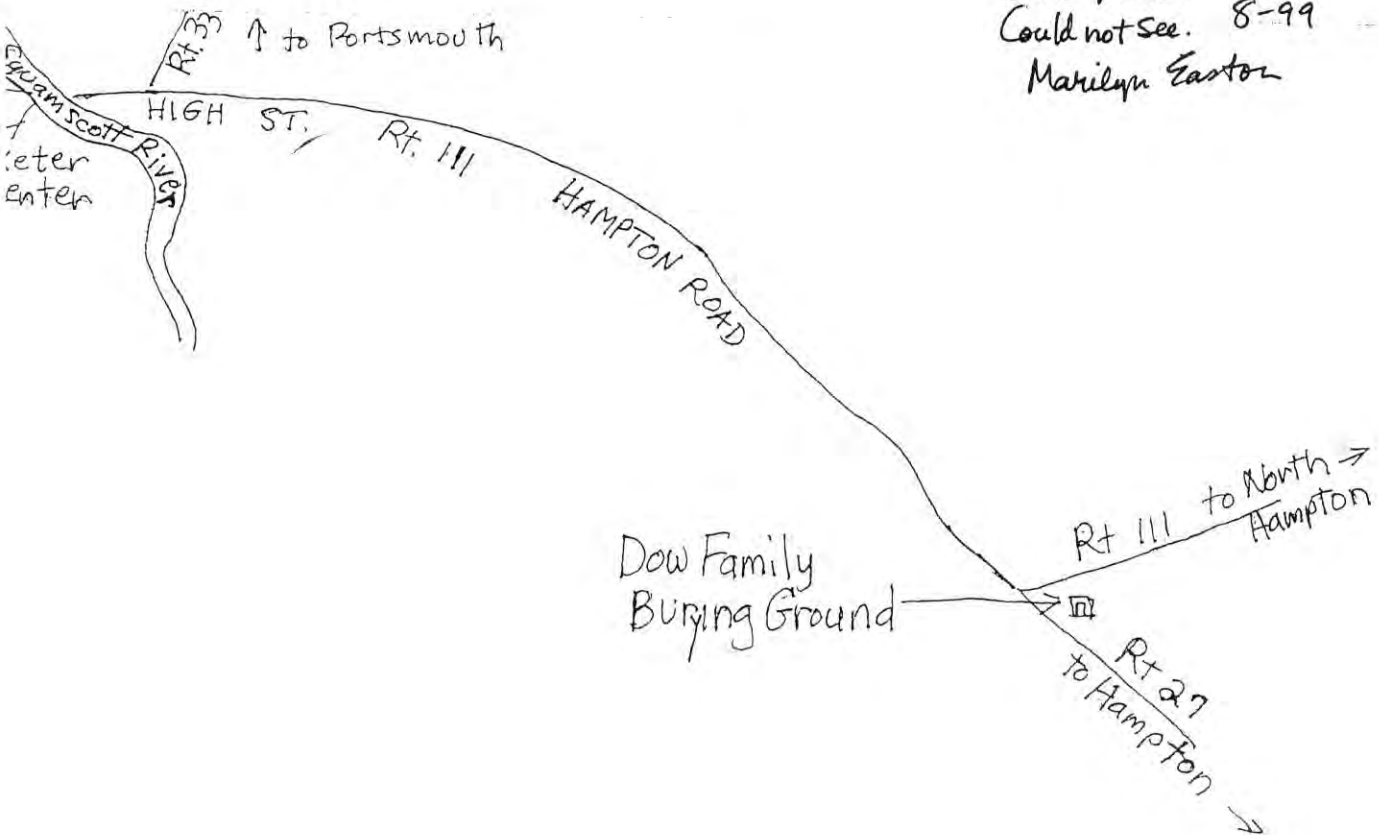 Could not see. 8-99
Marilyn Easton
Rt. 33
↑ to Portsmouth
quamscott River
eter
enter
HIGH ST.
Rt. 111
HAMPTON ROAD
Rt 111 to North →
Hampton
Dow Family
Burying Ground
Rt 27
to Hampton →